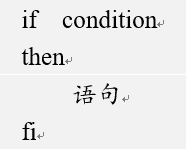 if    condition
then
语句
fi